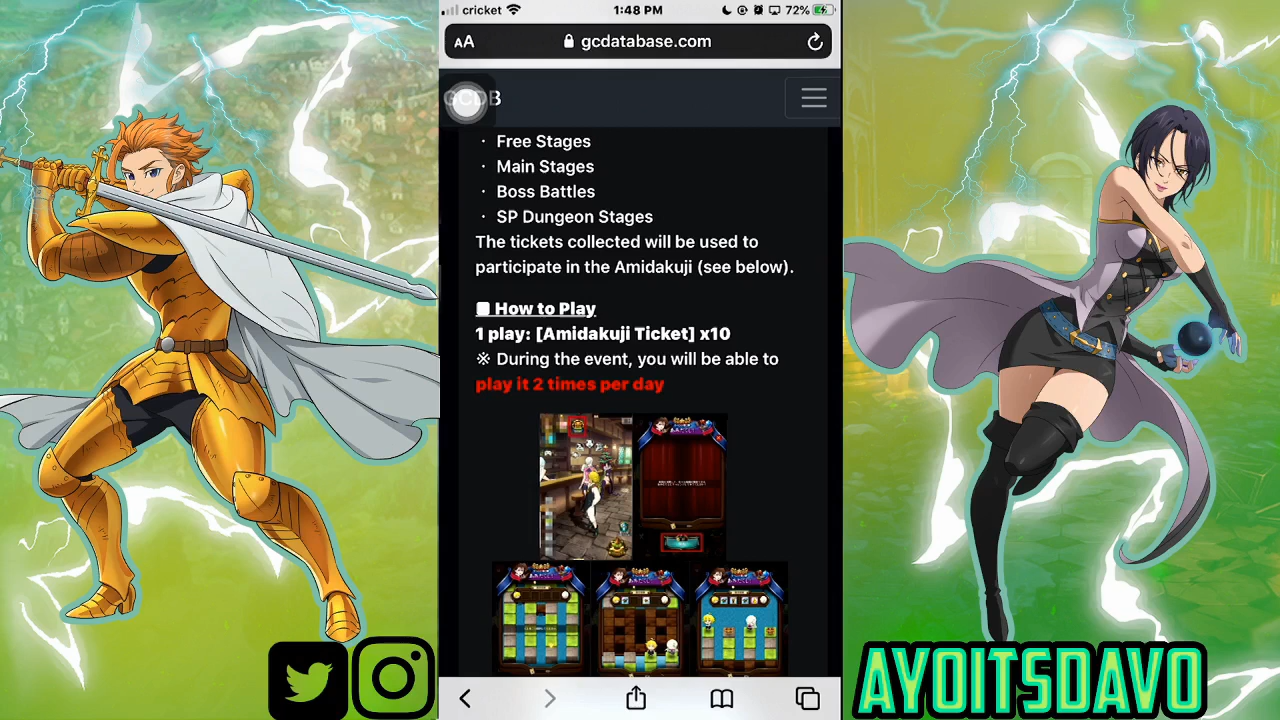 cricket
1:48 PM
72%
AA
gcdatabase.com
GCDB
· Free Stages
· Main Stages
· Boss Battles
· SP Dungeon Stages
The tickets collected will be used to
participate in the Amidakuji (see below).
How to Play
1 play: [Amidakuji Ticket] x10
※ During the event, you will be able to
play it 2 times per day
AYOITSDAVO